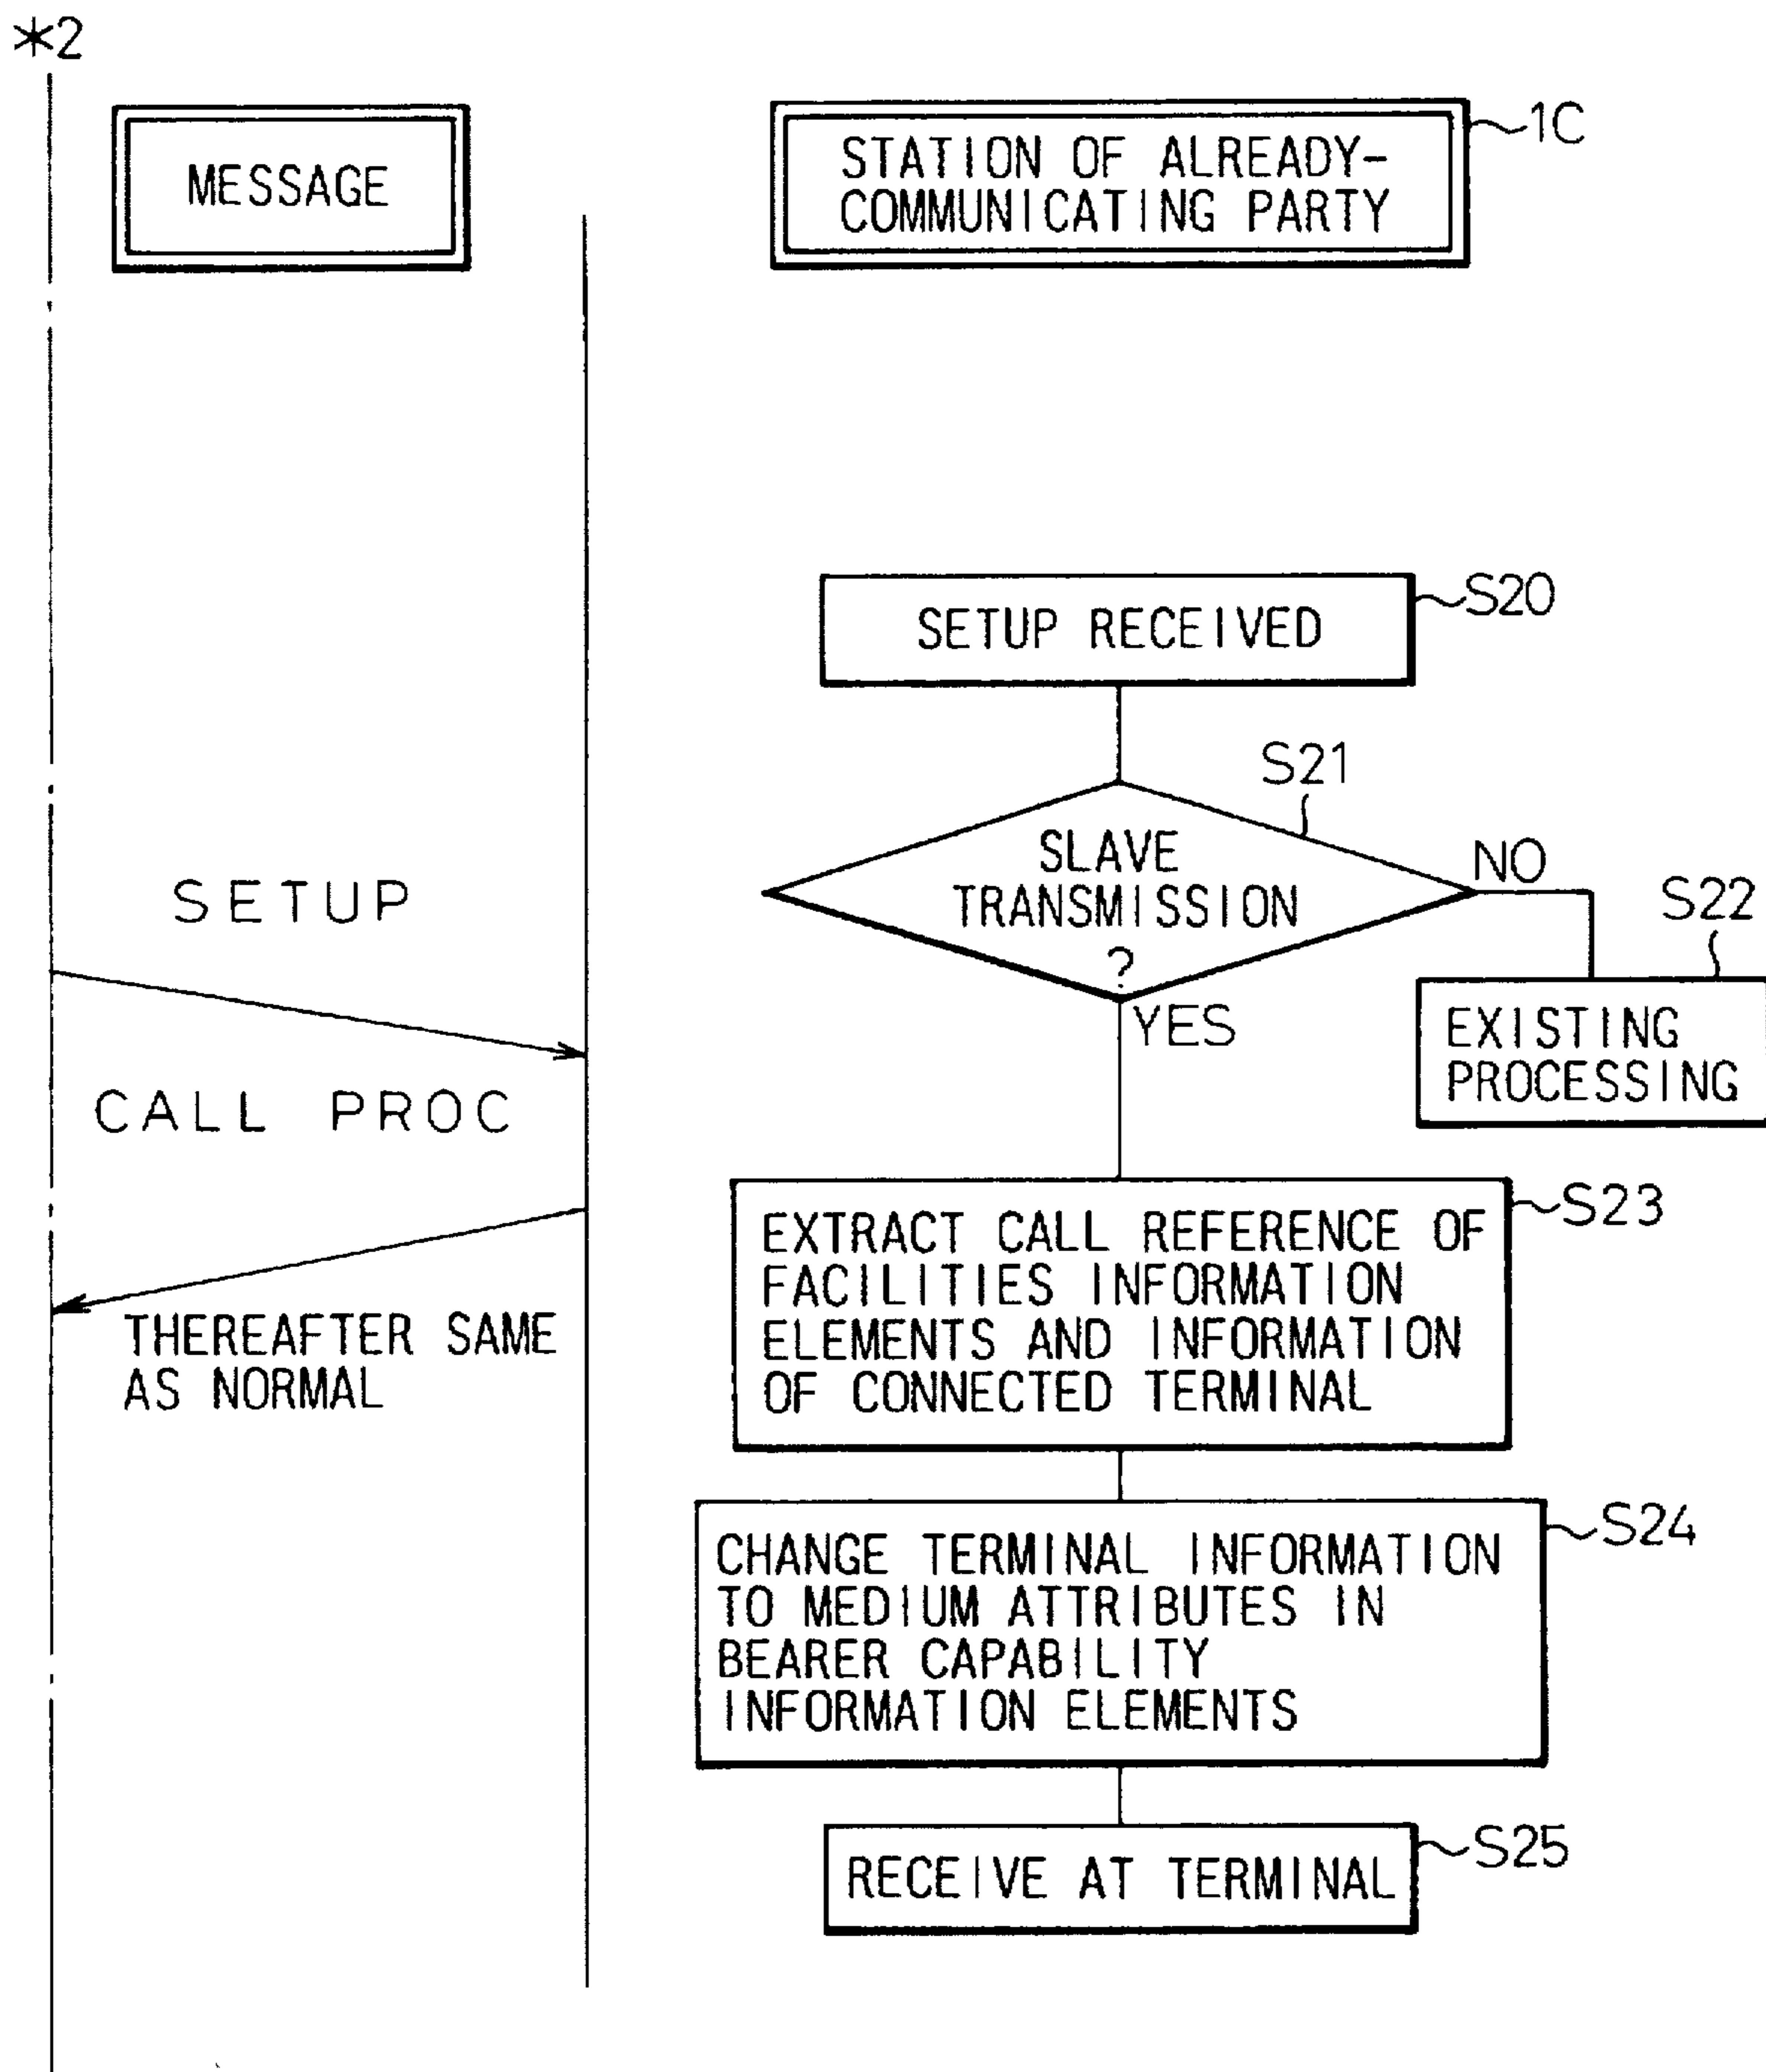 *2
MESSAGE
STATION OF ALREADY-
COMMUNICATING PARTY
1C
SETUP RECEIVED
S20
S21
SLAVE
TRANSMISSION
?
NO
YES
S22
EXISTING
PROCESSING
SETUP
CALL PROC
THEREAFTER SAME
AS NORMAL
EXTRACT CALL REFERENCE OF
FACILITIES INFORMATION
ELEMENTS AND INFORMATION
OF CONNECTED TERMINAL
S23
CHANGE TERMINAL INFORMATION
TO MEDIUM ATTRIBUTES IN
BEARER CAPABILITY
INFORMATION ELEMENTS
S24
RECEIVE AT TERMINAL
S25